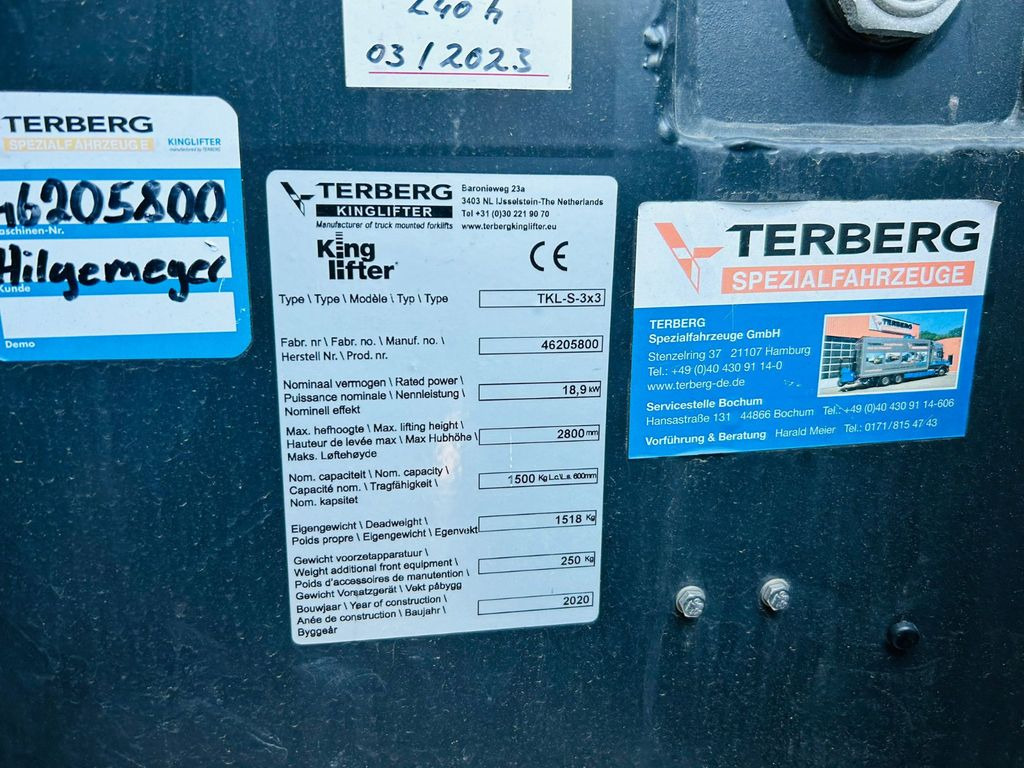 240 h
03/2023
TERBERG
SPEZIALFAHRZEUGE
KINGLIFTER
manufactured by TERBERG
46205800
Maschinen-Nr.
Hilgemeyer
Kunde
Demo
TERBERG
KINGLIFTER
Manufacturer of truck mounted forklifts
Baronieweg 23a
3403 NL IJsselstein-The Netherlands
Tel +31 (0)30 221 90 70
www.terbergkinglifter.eu
King
lifter
CE
Type \ Type \ Modèle \ Typ \ Type TKL-S-3x3
Fabr. nr \ Fabr. no. \ Manuf. no. \
Herstell Nr. \ Prod. nr. 46205800
Nominaal vermogen \ Rated power \
Puissance nominale \ Nennleistung \ 18,9 kW
Nominell effekt
Max. hefhoogte \ Max. lifting height \
Hauteur de levée max \ Max Hubhöhe \ 2800 mm
Maks. Løftehøyde
Nom. capaciteit \ Nom. capacity \
Capacité nom. \ Tragfähigkeit \ 1500 Kg L.c\L.s. 600mm
Nom. kapsitet
Eigengewicht \ Deadweight \
Poids propre \ Eigengewicht \ Egenvekt 1518 Kg
Gewicht voorzetapparatuur \
Weight additional front equipment \ 250 Kg
Poids d'accessoires de manutention \
Gewicht Vorsatzgerät \ Vekt påbygg
Bouwjaar \ Year of construction \
Anée de construction \ Baujahr \ 2020
Byggeår
TERBERG
SPEZIALFAHRZEUGE
TERBERG
Spezialfahrzeuge GmbH
Stenzelring 37 21107 Hamburg
Tel.: +49 (0)40 430 91 14-0
www.terberg-de.de
Servicestelle Bochum
Hansastraße 131 44866 Bochum Tel.: +49 (0)40 430 91 14-606
Vorführung & Beratung Harald Meier Tel.: 0171/815 47 43
TERBERG